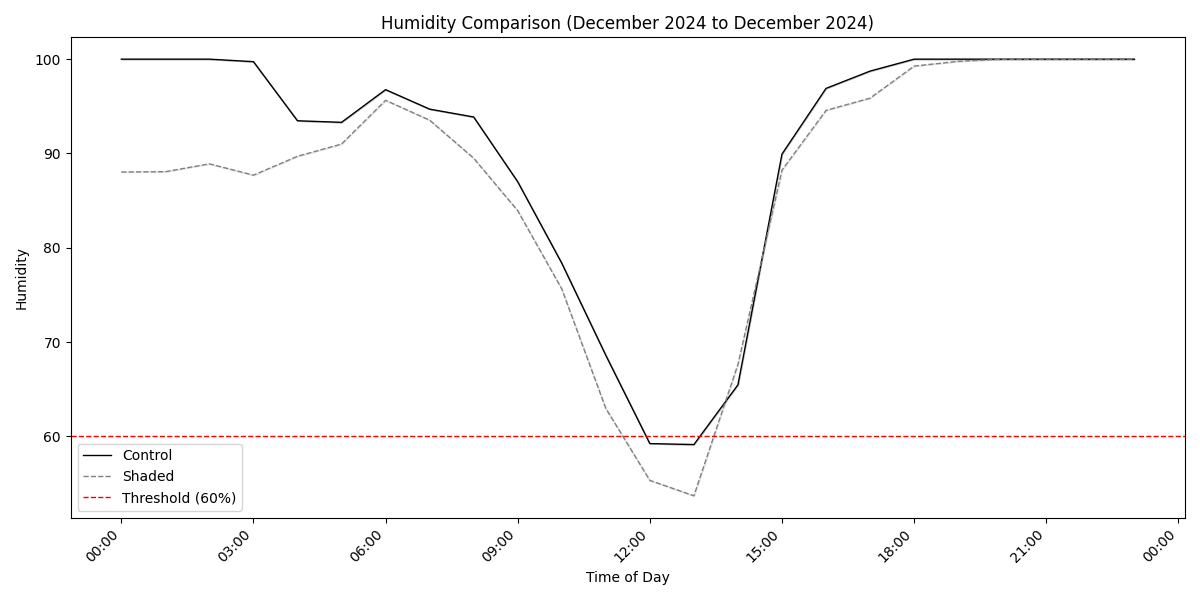 Humidity Comparison (December 2024 to December 2024)
100
90
80
70
60
Humidity
Control
Shaded
Threshold (60%)
00:00
03:00
06:00
09:00
12:00
15:00
18:00
21:00
00:00
Time of Day